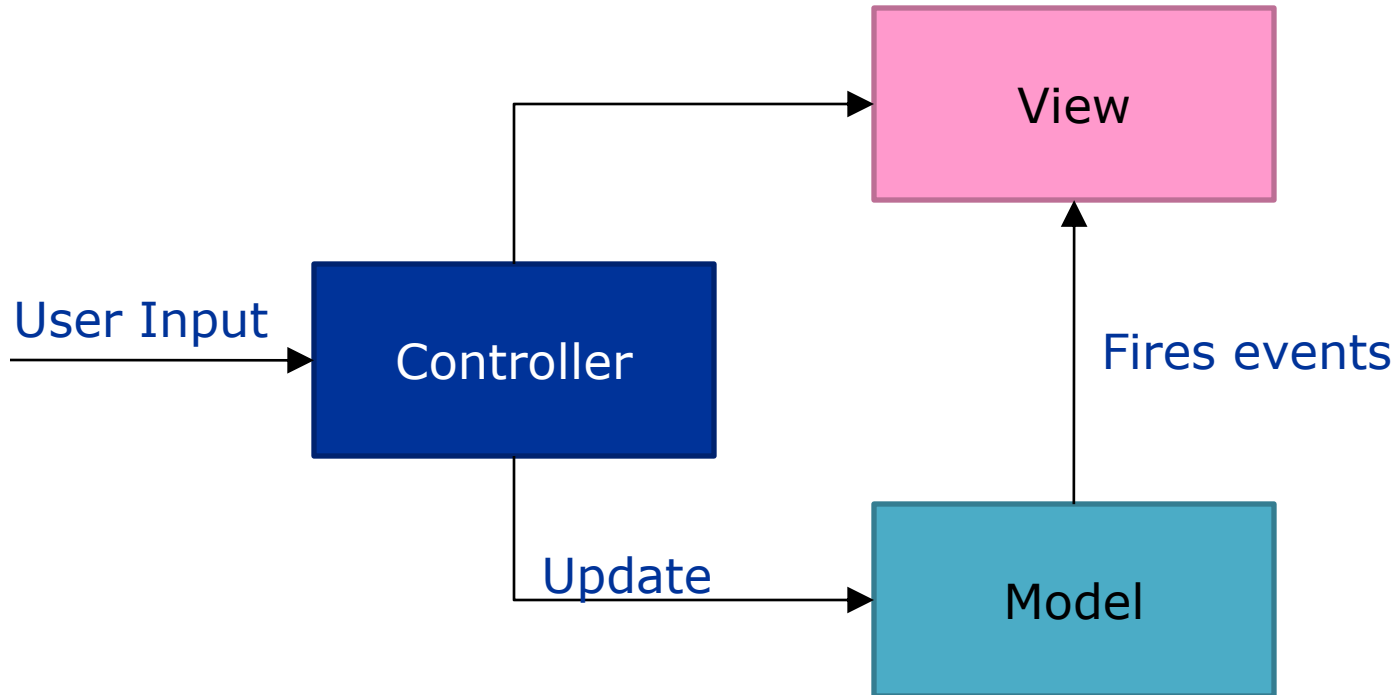 View
User Input
Controller
Fires events
Update
Model